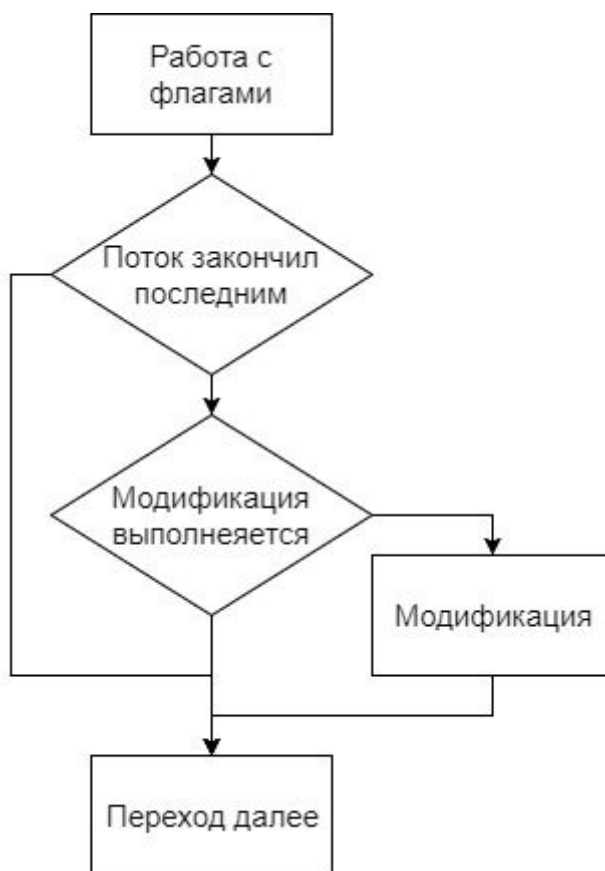 Работа с
флагами
Поток закончил
последним
Модификация
выполнеяется
Модификация
Переход далее